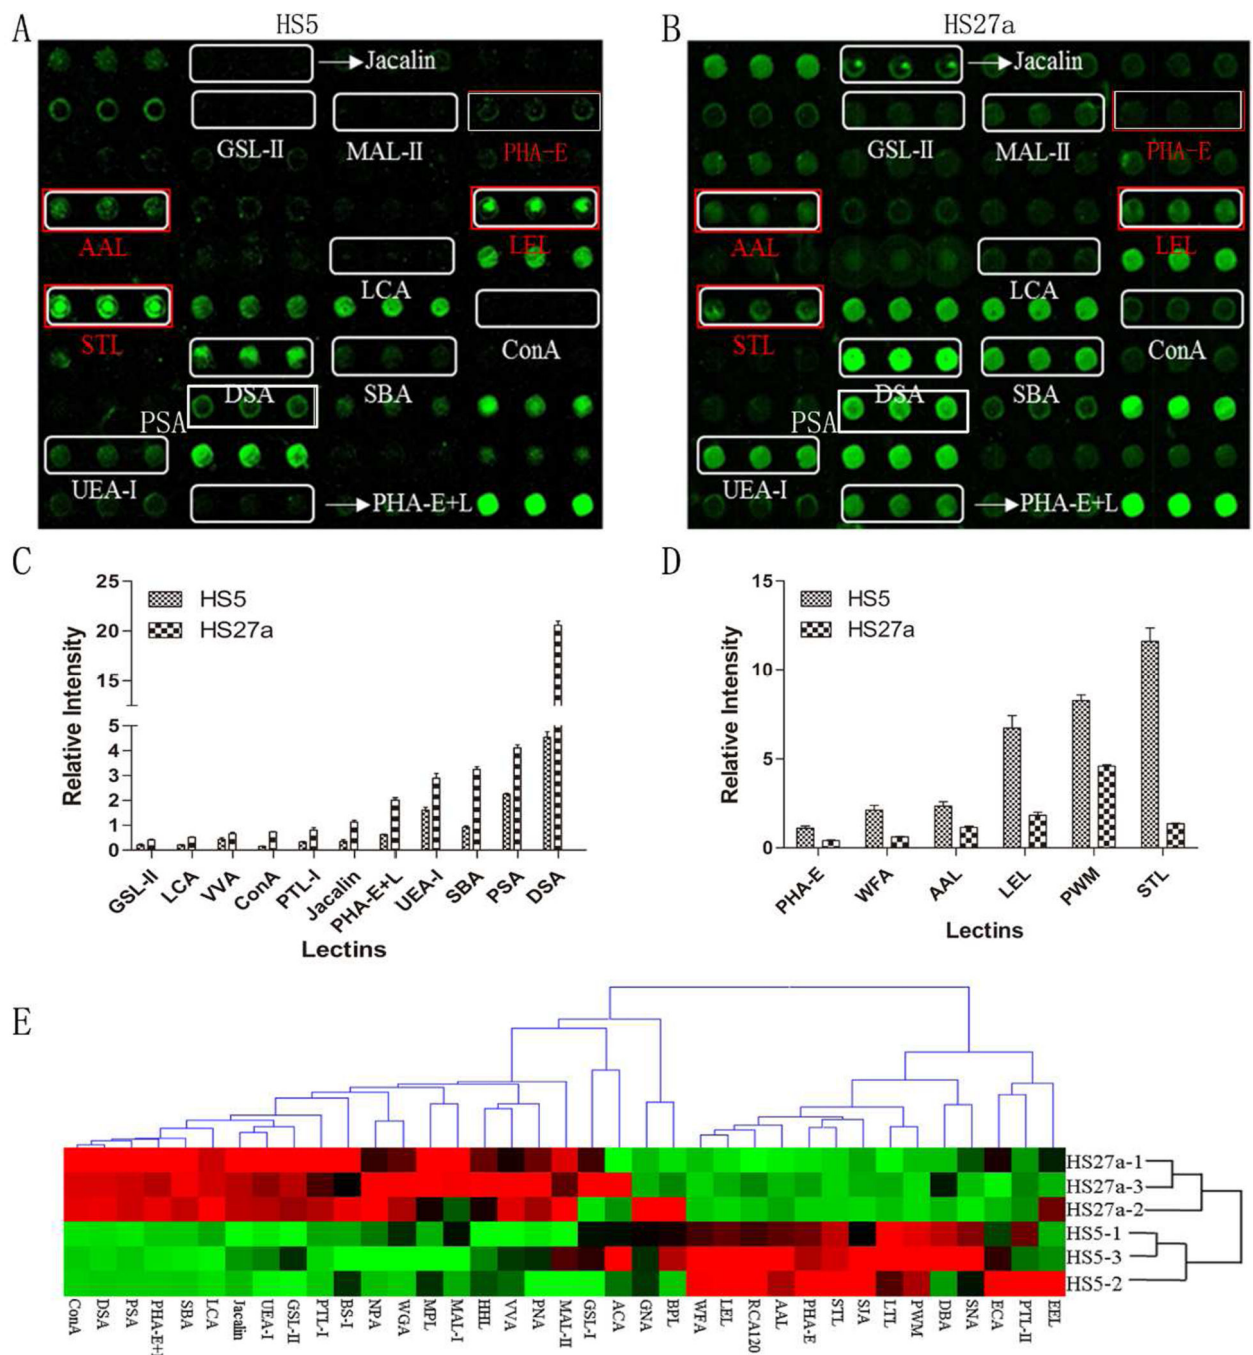 A
HS5
B
HS27a
Jacalin
GSL-II
MAL-II
PHA-E
AAL
LEL
LCA
STL
ConA
DSA
SBA
PSA
UEA-I
PHA-E+L
Jacalin
GSL-II
MAL-II
PHA-E
AAL
LEL
LCA
STL
ConA
DSA
SBA
PSA
UEA-I
PHA-E+L
C
25
20
15
5
4
3
2
1
0
Relative Intensity
HS5
HS27a
GSL-II
LCA
VVA
ConA
PTL-I
Jacalin
PHA-E+L
UEA-I
SBA
PSA
DSA
Lectins
D
15
10
5
0
Relative Intensity
HS5
HS27a
PHA-E
WFA
AAL
LEL
PWM
STL
Lectins
E
HS27a-1
HS27a-3
HS27a-2
HS5-1
HS5-3
HS5-2
ConA
DSA
PSA
PHA-E+L
SBA
LCA
Jacalin
UEA-I
GSL-II
PTL-I
BS-I
NPA
WGA
MPL
MAL-I
HHL
VVA
PNA
MAL-II
GSL-I
ACA
GNA
BPL
WFA
LEL
RCA120
AAL
PHA-E
STL
SJA
LTL
PWM
DBA
SNA
ECA
PTL-II
EEL